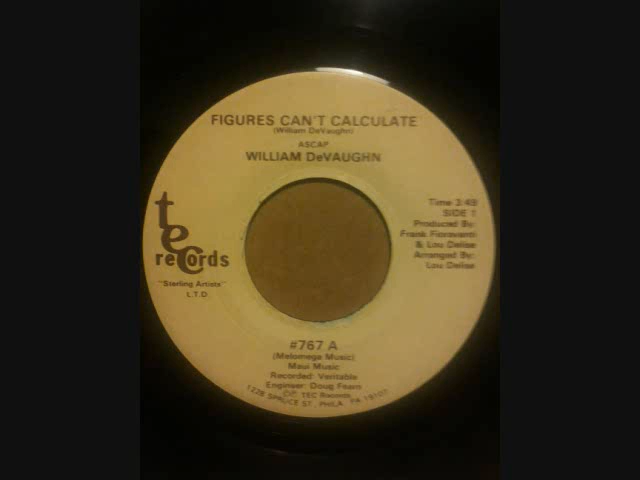 FIGURES CAN'T CALCULATE
(William DeVaughn)
ASCAP
WILLIAM DeVAUGHN
tec
records
"Sterling Artists"
L.T.D.
Time 3:49
SIDE 1
Produced By:
Frank Fioravanti
& Lou Delise
Arranged By:
Lou Delise
#767 A
(Melomega Music)
Maui Music
Recorded: Veritable
Engineer: Doug Fearn
©℗ TEC Records
1228 SPRUCE ST., PHILA. PA 19107